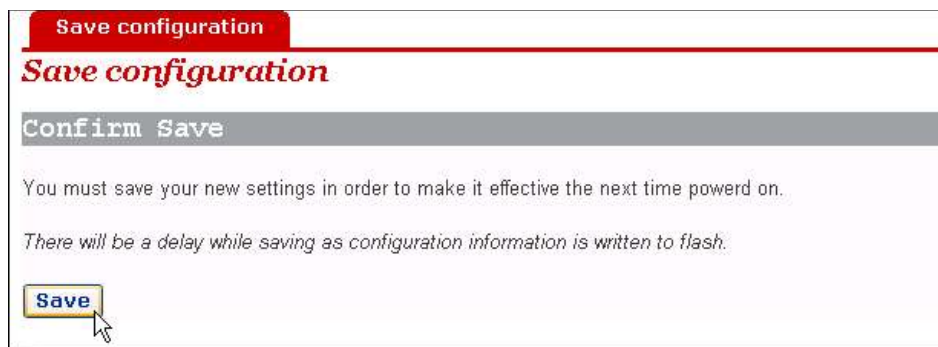 Save configuration
Save configuration
Confirm Save
You must save your new settings in order to make it effective the next time powerd on.
There will be a delay while saving as configuration information is written to flash.
Save